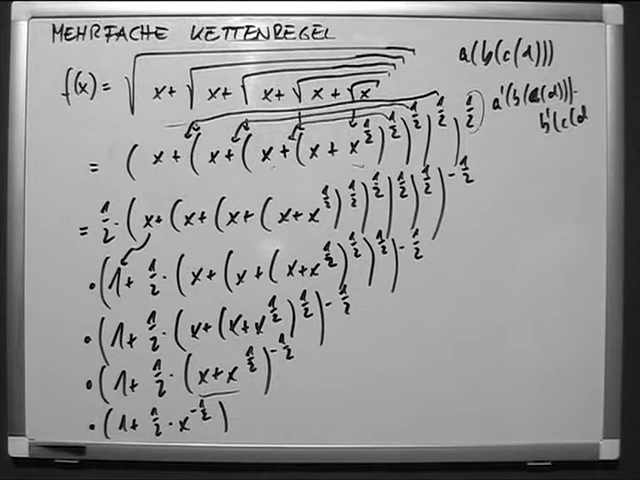 MEHRFACHE KETTENREGEL
a(b(c(d)))
f(x) = √(x+√(x+√(x+√(x+√x))))
a'(b(c(d)))·
b'(c(d
= (x+(x+(x+(x+x^½)^½)^½)^½)^½
= ½·(x+(x+(x+(x+x^½)^½)^½)^½)^-½
·(1+½·(x+(x+(x+x^½)^½)^½)^-½
·(1+½·(x+(x+x^½)^½)^-½
·(1+½·(x+x^½)^-½
·(1+½·x^-½)